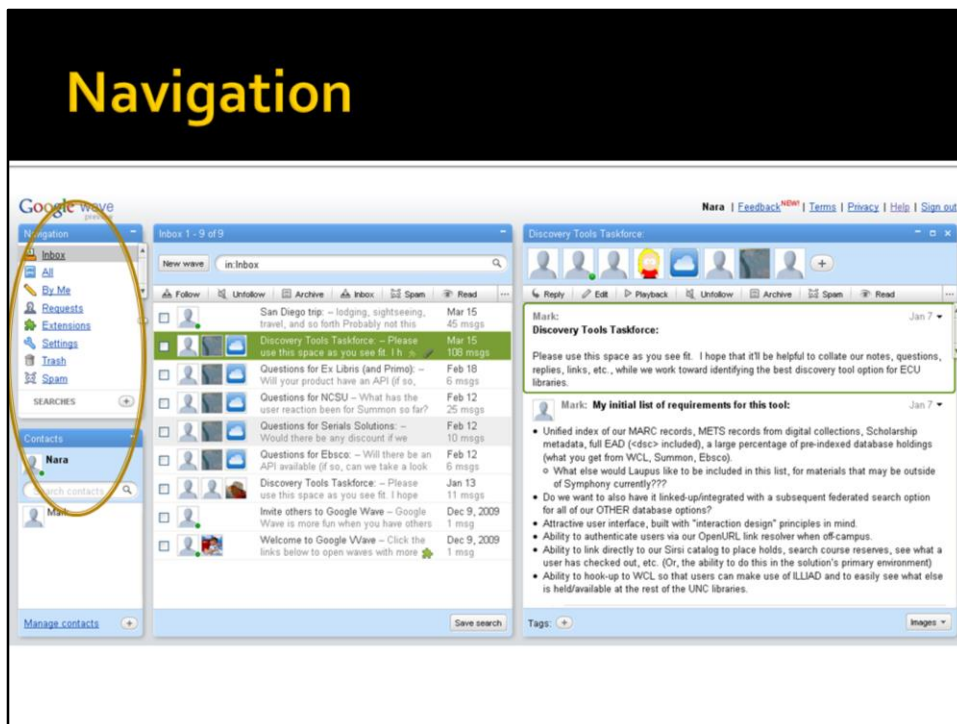 Navigation
Google wave
preview
Nara | Feedback NEW! | Terms | Privacy | Help | Sign out
Navigation
Inbox
All
By Me
Requests
Extensions
Settings
Trash
Spam
SEARCHES
Contacts
Nara
Search contacts
Mark
Manage contacts
Inbox 1 - 9 of 9
New wave
in:Inbox
Follow
Unfollow
Archive
Inbox
Spam
Read
San Diego trip: – lodging, sightseeing, Mar 15
travel, and so forth Probably not this 45 msgs
Discovery Tools Taskforce: – Please Mar 15
use this space as you see fit. I h 108 msgs
Questions for Ex Libris (and Primo): – Feb 18
Will your product have an API (if so, 6 msgs
Questions for NCSU – What has the Feb 12
user reaction been for Summon so far? 25 msgs
Questions for Serials Solutions: – Feb 12
Would there be any discount if we 10 msgs
Questions for Ebsco: – Will there be an Feb 12
API available (if so, can we take a look 6 msgs
Discovery Tools Taskforce: – Please Jan 13
use this space as you see fit. I hope 11 msgs
Invite others to Google Wave – Google Dec 9, 2009
Wave is more fun when you have others 1 msg
Welcome to Google Wave – Click the Dec 9, 2009
links below to open waves with more 1 msg
Save search
Discovery Tools Taskforce:
Reply
Edit
Playback
Unfollow
Archive
Spam
Read
Mark: Jan 7
Discovery Tools Taskforce:
Please use this space as you see fit. I hope that it'll be helpful to collate our notes, questions,
replies, links, etc., while we work toward identifying the best discovery tool option for ECU
libraries.
Mark: My initial list of requirements for this tool: Jan 7
• Unified index of our MARC records, METS records from digital collections, Scholarship
metadata, full EAD (<dsc> included), a large percentage of pre-indexed database holdings
(what you get from WCL, Summon, Ebsco).
o What else would Laupus like to be included in this list, for materials that may be outside
of Symphony currently???
• Do we want to also have it linked-up/integrated with a subsequent federated search option
for all of our OTHER database options?
• Attractive user interface, built with "interaction design" principles in mind.
• Ability to authenticate users via our OpenURL link resolver when off-campus.
• Ability to link directly to our Sirsi catalog to place holds, search course reserves, see what a
user has checked out, etc. (Or, the ability to do this in the solution's primary environment)
• Ability to hook-up to WCL so that users can make use of ILLIAD and to easily see what else
is held/available at the rest of the UNC libraries.
Tags:
Images